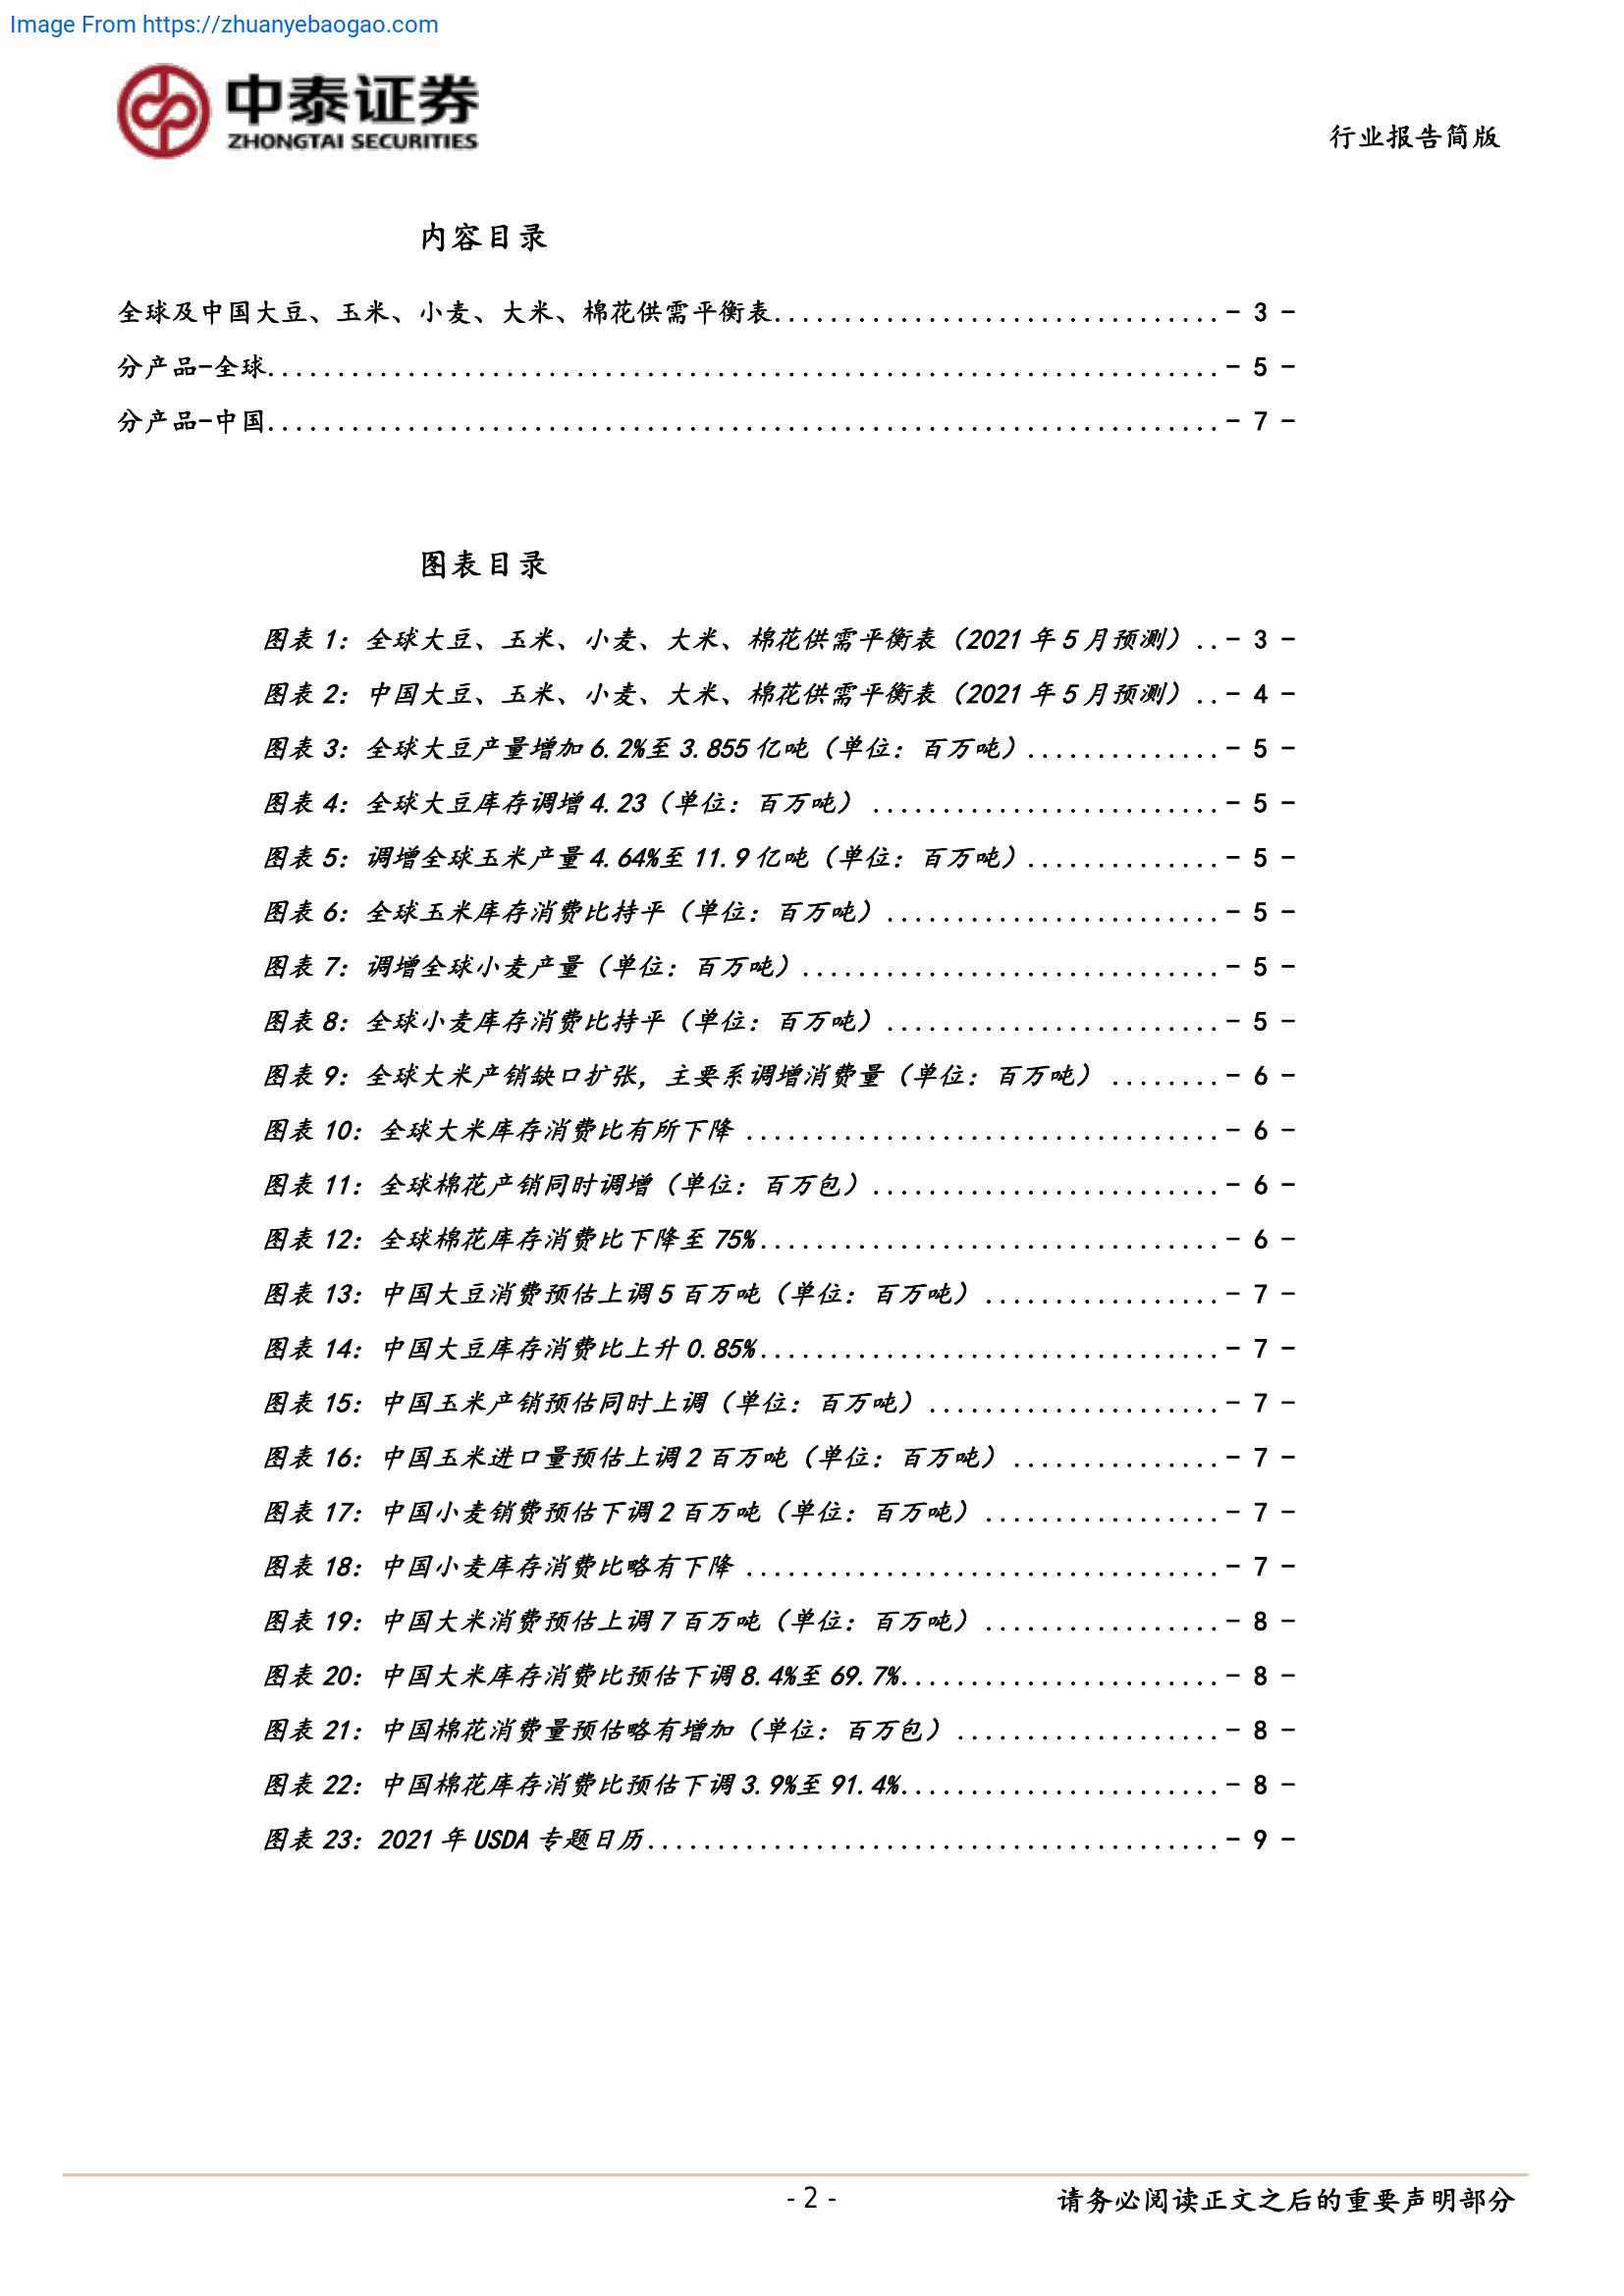 Image From https://zhuanyebaogao.com
中泰证券
ZHONGTAI SECURITIES
行业报告简版
内容目录
全球及中国大豆、玉米、小麦、大米、棉花供需平衡表................................- 3 -
分产品-全球....................................................................- 5 -
分产品-中国....................................................................- 7 -
图表目录
图表 1：全球大豆、玉米、小麦、大米、棉花供需平衡表（2021 年 5 月预测）..- 3 -
图表 2：中国大豆、玉米、小麦、大米、棉花供需平衡表（2021 年 5 月预测）..- 4 -
图表 3：全球大豆产量增加 6.2%至 3.855 亿吨（单位：百万吨）..............- 5 -
图表 4：全球大豆库存调增 4.23（单位：百万吨） .........................- 5 -
图表 5：调增全球玉米产量 4.64%至 11.9 亿吨（单位：百万吨）..............- 5 -
图表 6：全球玉米库存消费比持平（单位：百万吨）........................- 5 -
图表 7：调增全球小麦产量（单位：百万吨）..............................- 5 -
图表 8：全球小麦库存消费比持平（单位：百万吨）........................- 5 -
图表 9：全球大米产销缺口扩张，主要系调增消费量（单位：百万吨） ........- 6 -
图表 10：全球大米库存消费比有所下降 ..................................- 6 -
图表 11：全球棉花产销同时调增（单位：百万包）.........................- 6 -
图表 12：全球棉花库存消费比下降至 75%.................................- 6 -
图表 13：中国大豆消费预估上调 5 百万吨（单位：百万吨）.................- 7 -
图表 14：中国大豆库存消费比上升 0.85%.................................- 7 -
图表 15：中国玉米产销预估同时上调（单位：百万吨）.....................- 7 -
图表 16：中国玉米进口量预估上调 2 百万吨（单位：百万吨）...............- 7 -
图表 17：中国小麦销费预估下调 2 百万吨（单位：百万吨）.................- 7 -
图表 18：中国小麦库存消费比略有下降 ..................................- 7 -
图表 19：中国大米消费预估上调 7 百万吨（单位：百万吨）.................- 8 -
图表 20：中国大米库存消费比预估下调 8.4%至 69.7%.......................- 8 -
图表 21：中国棉花消费量预估略有增加（单位：百万包）...................- 8 -
图表 22：中国棉花库存消费比预估下调 3.9%至 91.4%.......................- 8 -
图表 23：2021 年 USDA 专题日历.........................................- 9 -
- 2 -
请务必阅读正文之后的重要声明部分